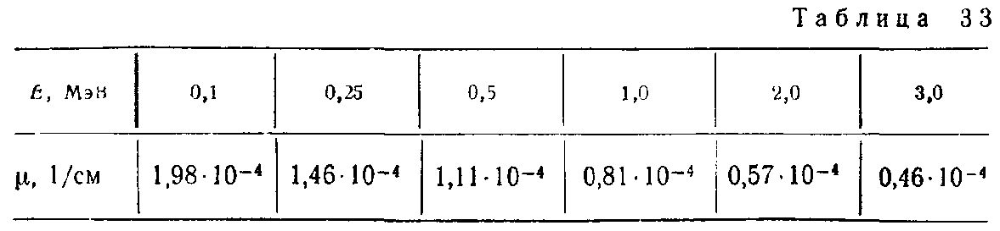 Таблица 33
E, Мэв 0,1 0,25 0,5 1,0 2,0 3,0
μ, 1/см 1,98·10⁻⁴ 1,46·10⁻⁴ 1,11·10⁻⁴ 0,81·10⁻⁴ 0,57·10⁻⁴ 0,46·10⁻⁴